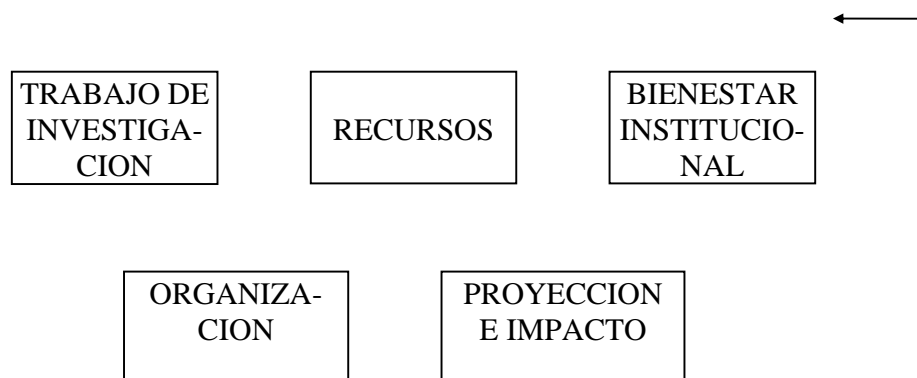 TRABAJO DE
INVESTIGA-
CION
RECURSOS
BIENESTAR
INSTITUCIO-
NAL
ORGANIZA-
CION
PROYECCION
E IMPACTO